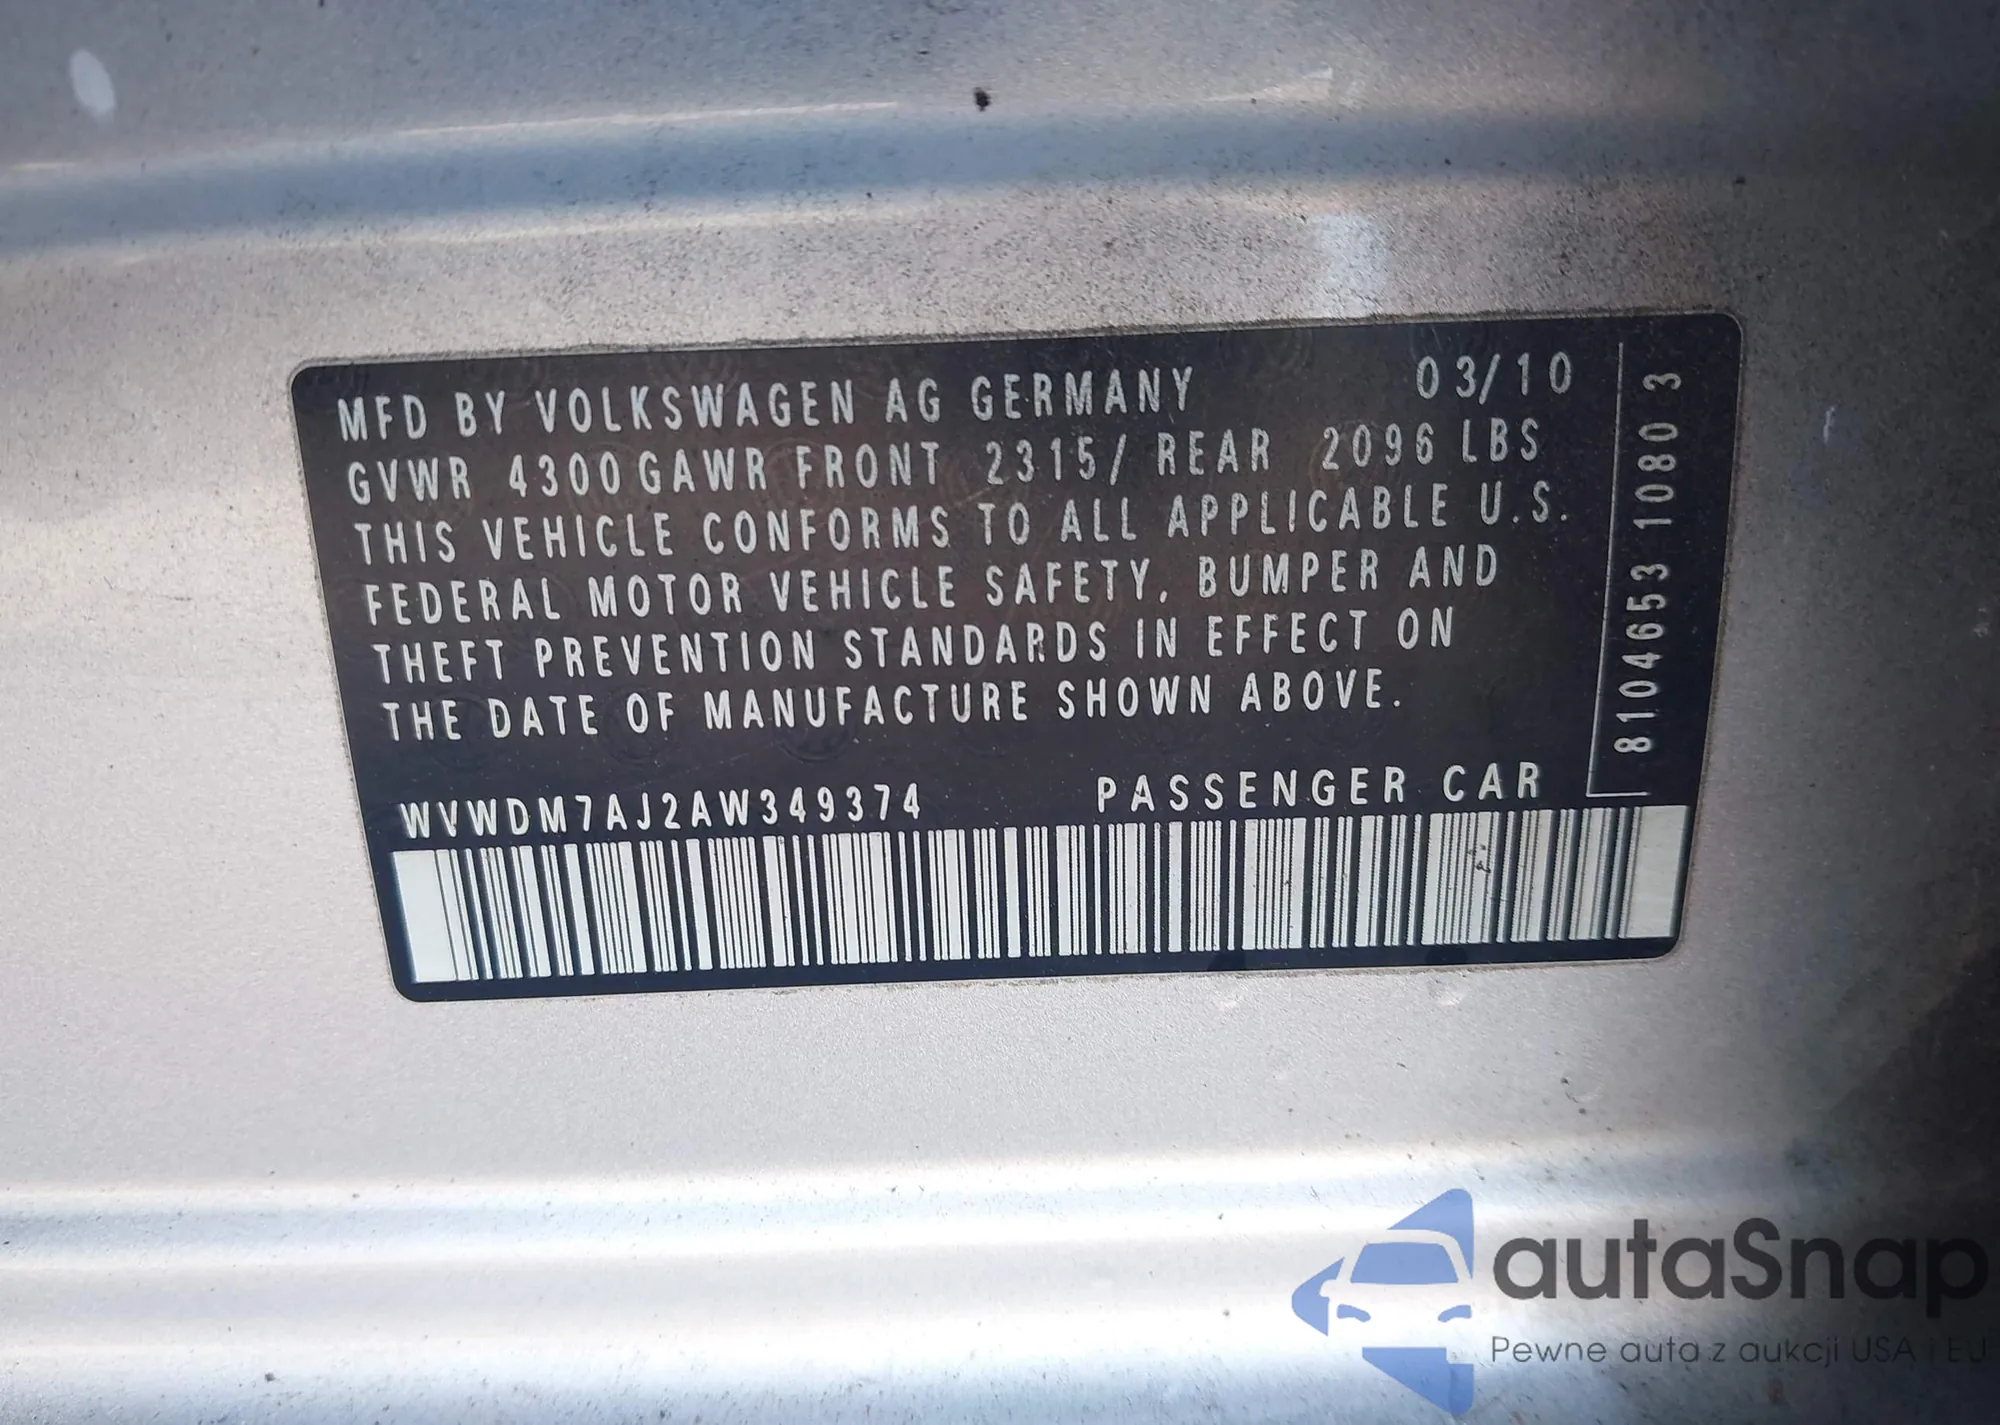 MFD BY VOLKSWAGEN AG GERMANY 03/10
GVWR 4300 GAWR FRONT 2315/ REAR 2096 LBS
THIS VEHICLE CONFORMS TO ALL APPLICABLE U.S.
FEDERAL MOTOR VEHICLE SAFETY, BUMPER AND
THEFT PREVENTION STANDARDS IN EFFECT ON
THE DATE OF MANUFACTURE SHOWN ABOVE.
WVWDM7AJ2AW349374 PASSENGER CAR
8104653 1080 3
autaSnap
Pewne auta z aukcji USA i EU